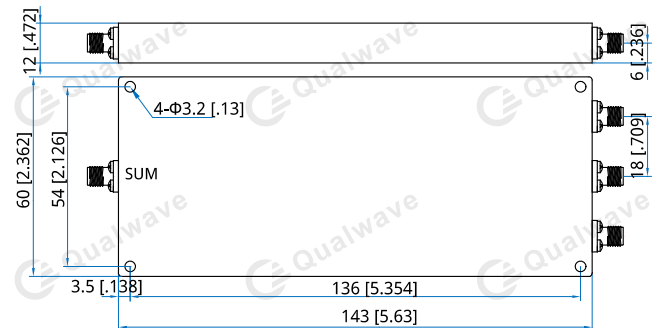 12 [.472]
6 [.236]
Qualwave
Qualwave
Qualwave
4-Φ3.2 [.13]
60 [2.362]
54 [2.126]
SUM
18 [.709]
Qualwave
Qualwave
Qualwave
3.5 [.138]
136 [5.354]
143 [5.63]